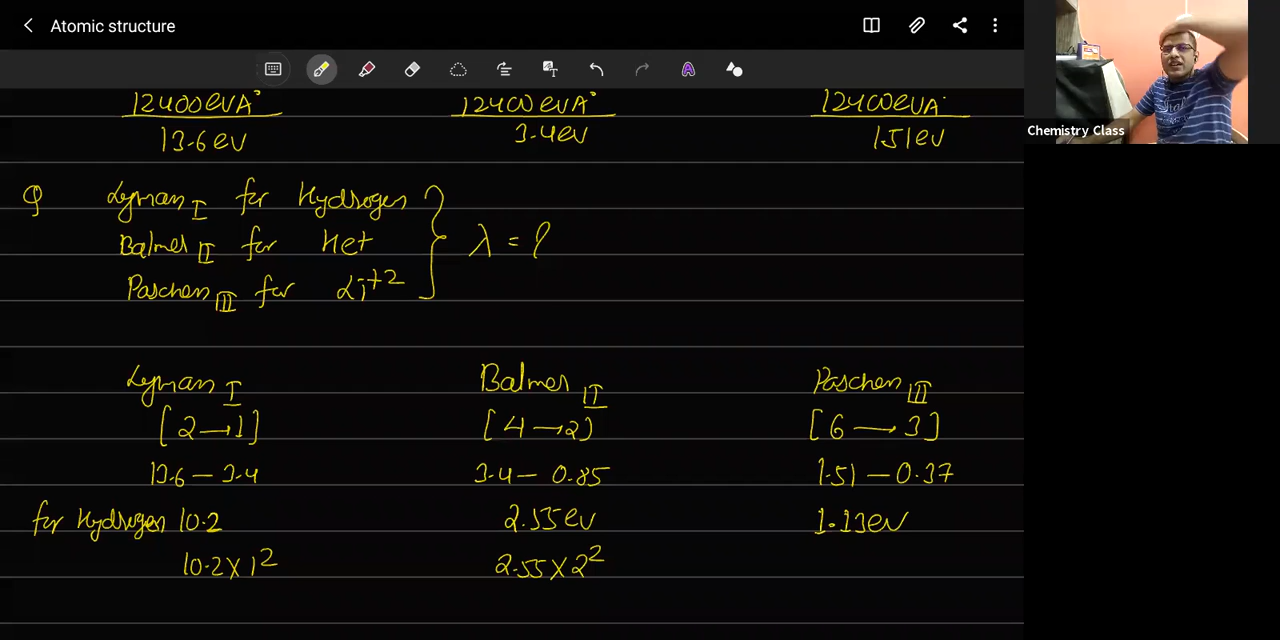 Atomic structure
Chemistry Class
12400eVA° 12400eVA° 12400eVA°
13.6eV 3.4eV 1.51eV
Q Lyman I for Hydrogen
Balmer II for He+ λ = ?
Paschen III for Li+2
Lyman I Balmer II Paschen III
[2→1] [4→2] [6→3]
13.6 – 3.4 3.4 – 0.85 1.51 – 0.37
for Hydrogen 10.2 2.55eV 1.13eV
10.2×1² 2.55×2²